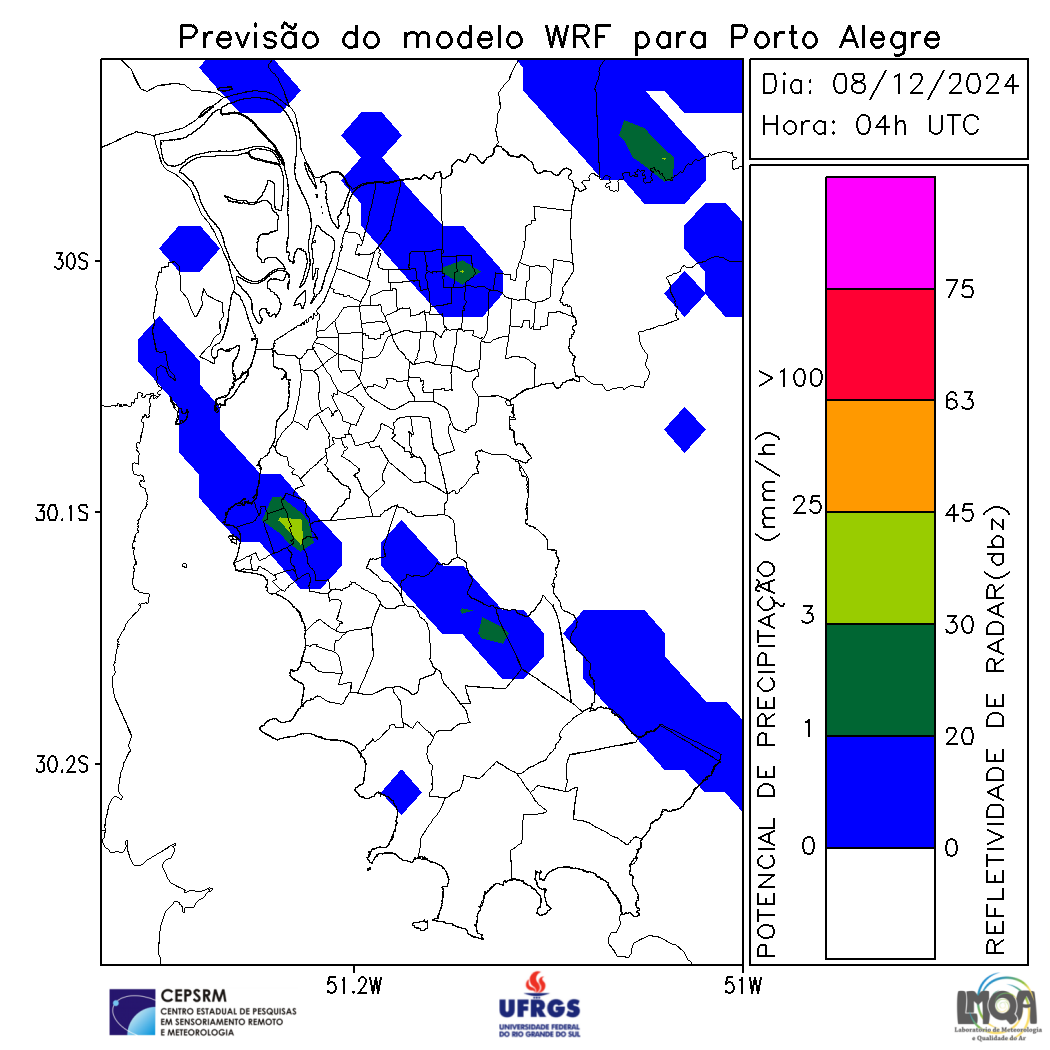 Previsão do modelo WRF para Porto Alegre
Dia: 08/12/2024
Hora: 04h UTC
30S
30.1S
30.2S
51.2W
51W
POTENCIAL DE PRECIPITAÇÃO (mm/h)
>100
25
3
1
0
75
63
45
30
20
0
REFLETIVIDADE DE RADAR(dbz)
CEPSRM
CENTRO ESTADUAL DE PESQUISAS
EM SENSORIAMENTO REMOTO
E METEOROLOGIA
UFRGS
UNIVERSIDADE FEDERAL
DO RIO GRANDE DO SUL
LMQA
Laboratório de Meteorologia
e Qualidade do Ar